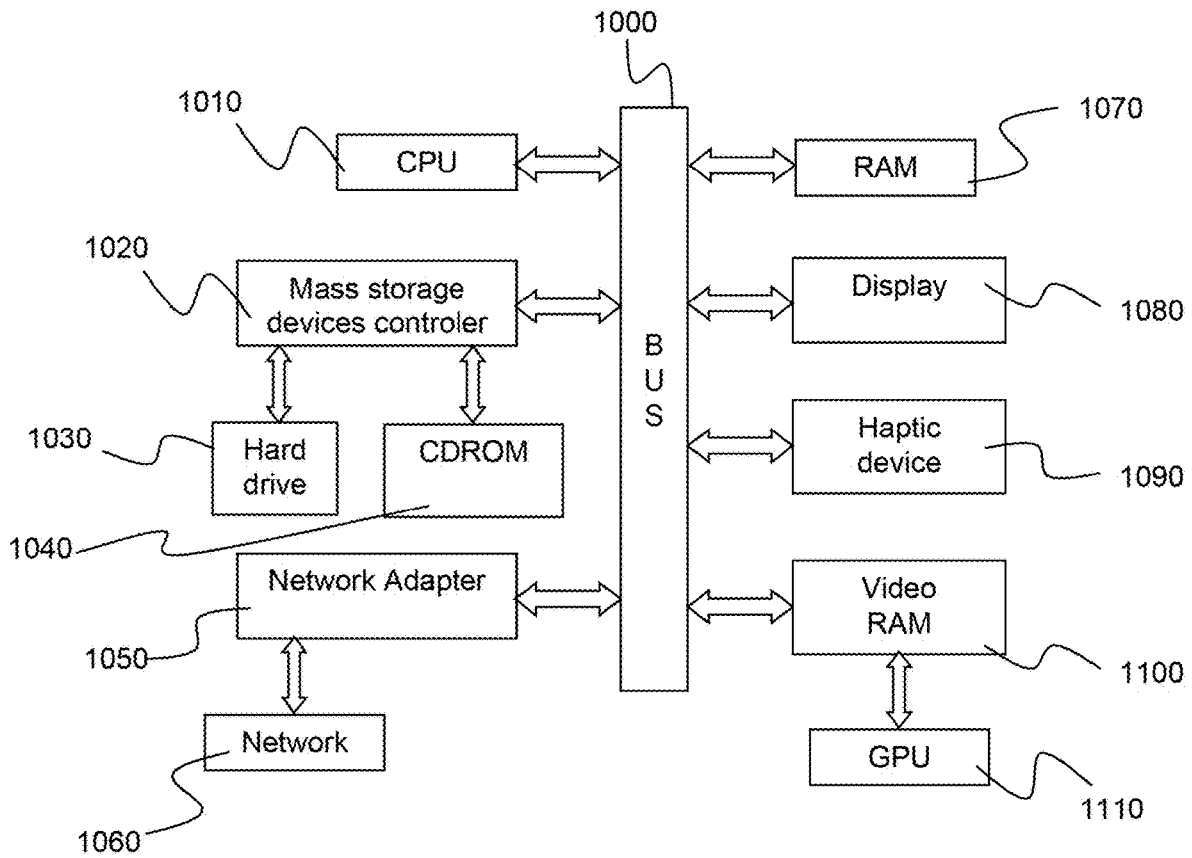 1000
1010
CPU
RAM
1070
1020
Mass storage
devices controler
Display
1080
B
U
S
1030
Hard
drive
CDROM
Haptic
device
1090
1040
Network Adapter
Video
RAM
1050
1100
Network
GPU
1060
1110